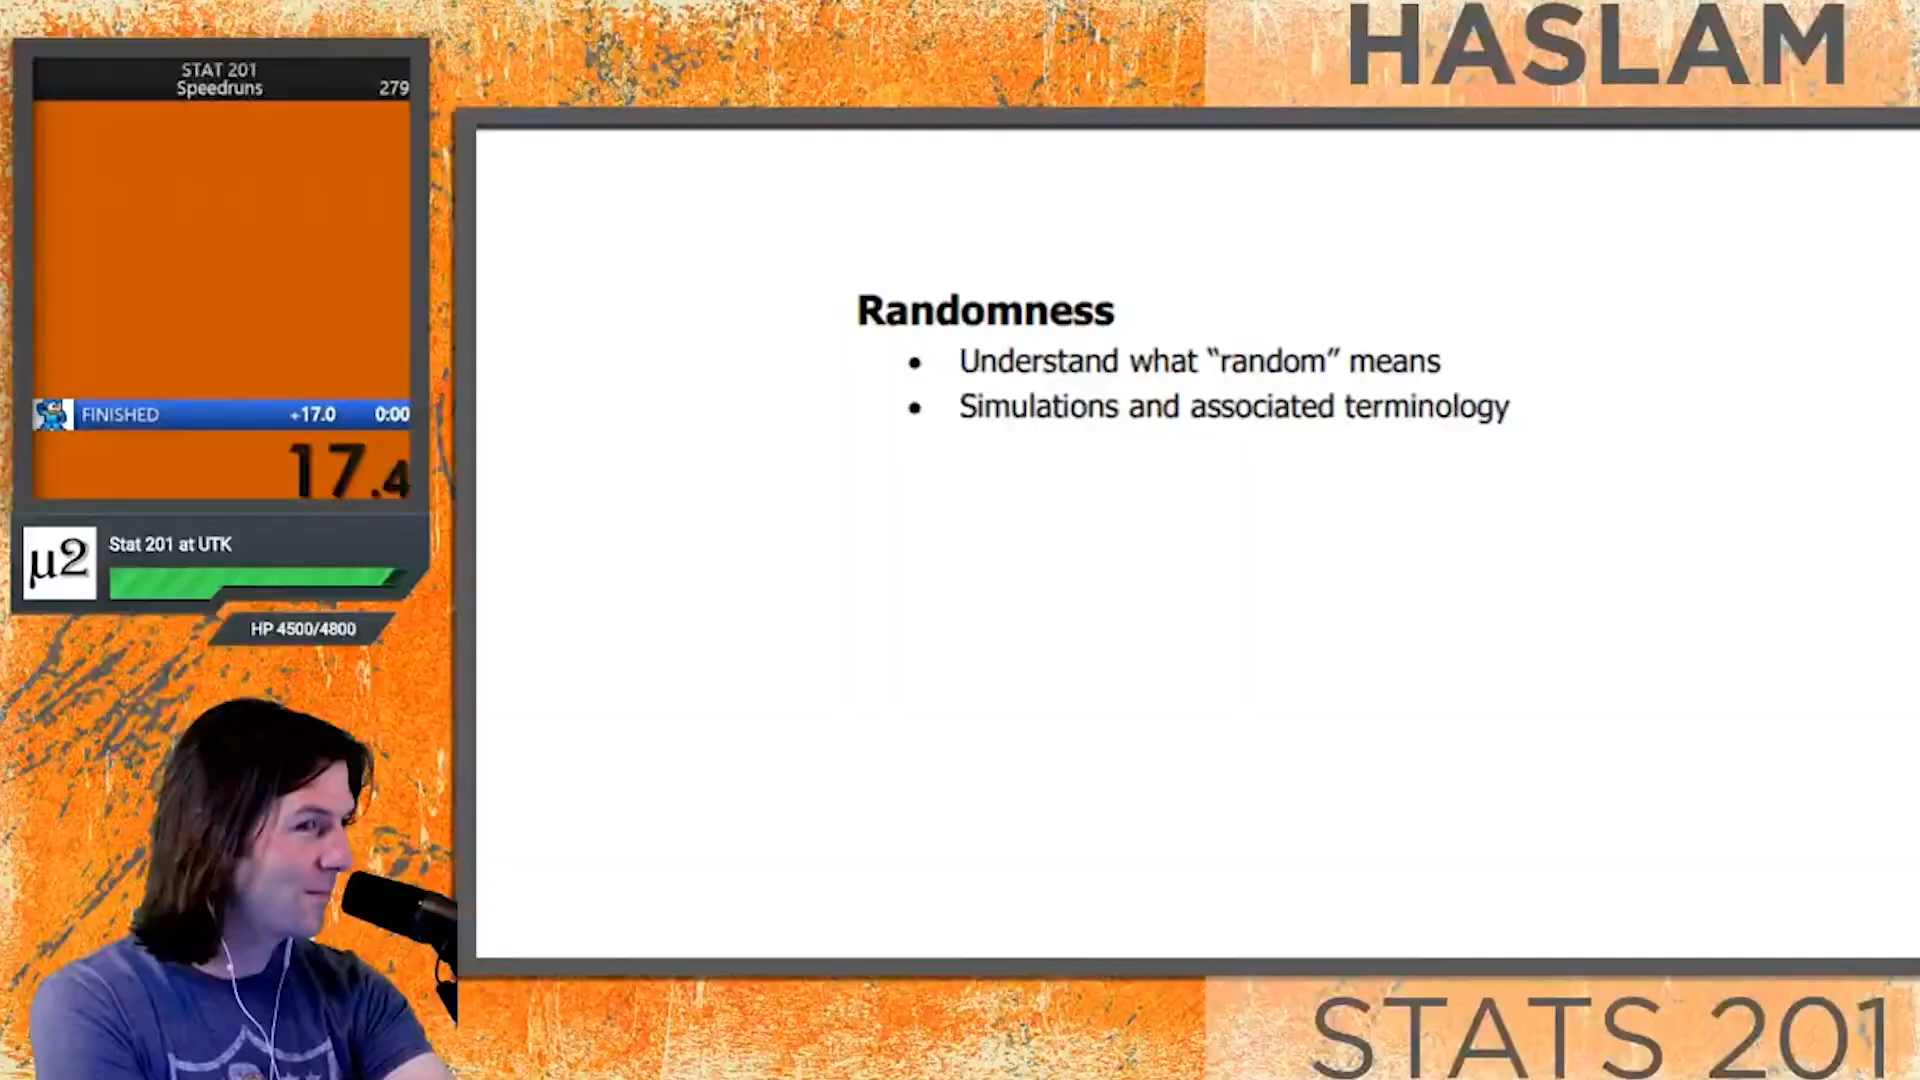 HASLAM
STAT 201
Speedruns 279
FINISHED +17.0 0:00
17.4
μ2
Stat 201 at UTK
HP 4500/4800
Randomness
• Understand what “random” means
• Simulations and associated terminology
STATS 201